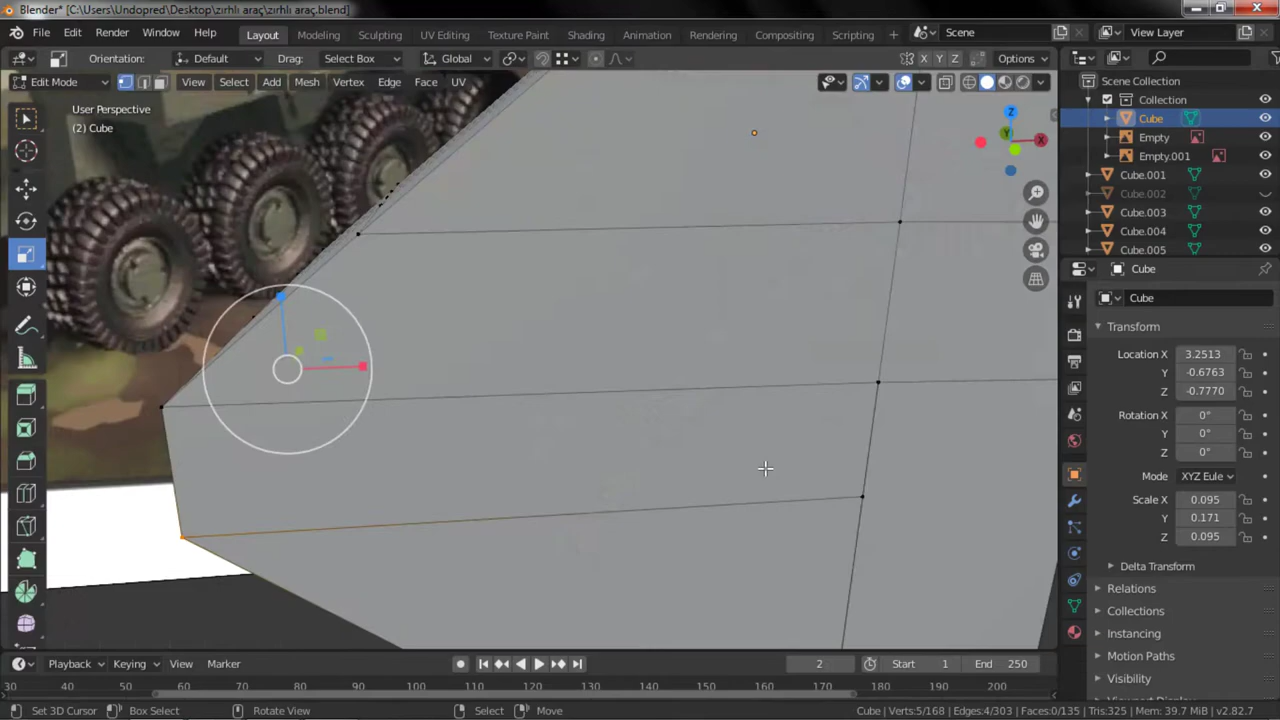 Blender* [C:\Users\Undopred\Desktop\zırhlı araç\zırhlı araç.blend]
File Edit Render Window Help Layout Modeling Sculpting UV Editing Texture Paint Shading Animation Rendering Compositing Scripting + Scene View Layer
Orientation: Default Drag: Select Box Global X Y Z Options
Edit Mode View Select Add Mesh Vertex Edge Face UV
User Perspective
(2) Cube
Z
Y
X
Scene Collection
Collection
Cube
Empty
Empty.001
Cube.001
Cube.002
Cube.003
Cube.004
Cube.005
Cube
Cube
Transform
Location X 3.2513
Y -0.6763
Z -0.7770
Rotation X 0°
Y 0°
Z 0°
Mode XYZ Eule
Scale X 0.095
Y 0.171
Z 0.095
Delta Transform
Relations
Collections
Instancing
Motion Paths
Visibility
Playback Keying View Marker 2 Start 1 End 250
30 40 50 60 70 80 90 100 110 120 130 140 150 160 170 180 190 200
Set 3D Cursor Box Select Rotate View Select Move Cube | Verts:5/168 | Edges:4/303 | Faces:0/135 | Tris:325 | Mem: 39.7 MiB | v2.82.7